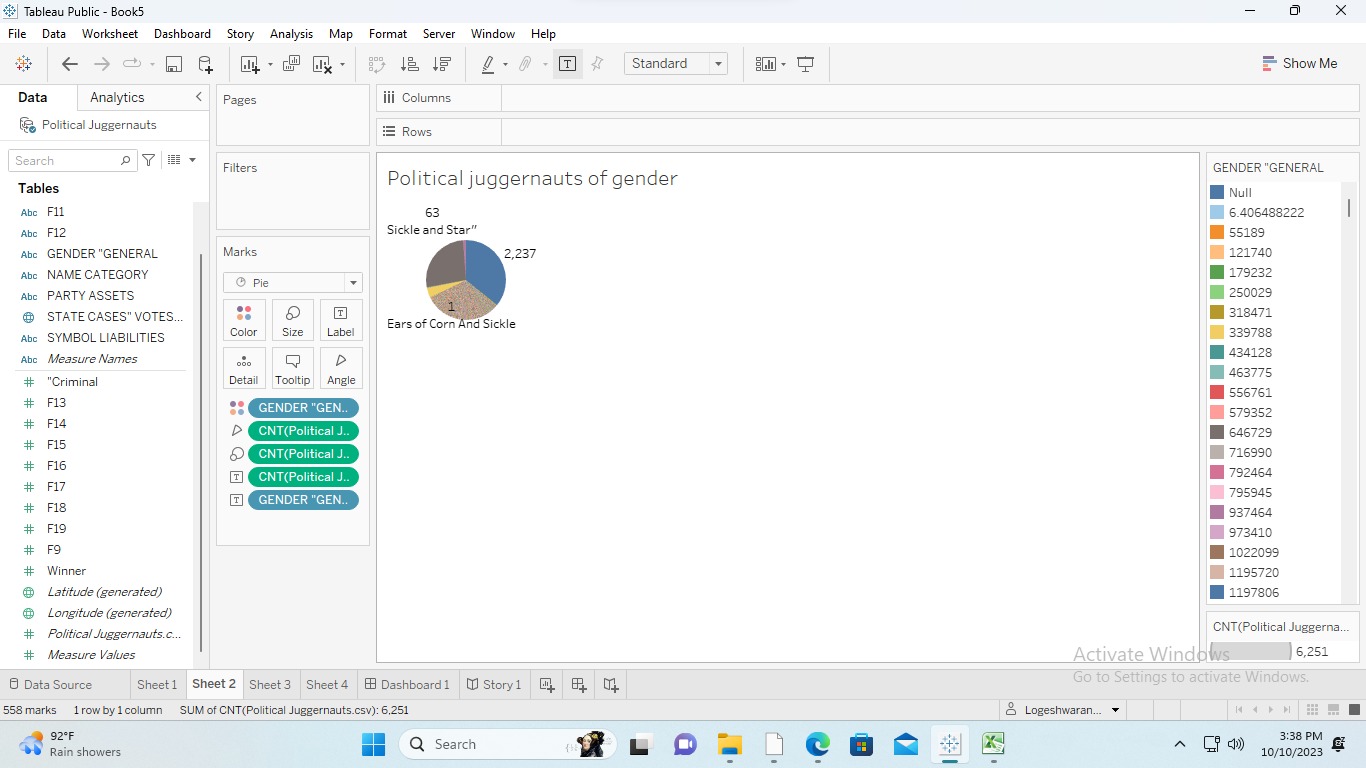 Tableau Public - Book5
File Data Worksheet Dashboard Story Analysis Map Format Server Window Help
Standard
Show Me
Data Analytics
Political Juggernauts
Search
Tables
Abc F11
Abc F12
Abc GENDER "GENERAL
Abc NAME CATEGORY
Abc PARTY ASSETS
STATE CASES" VOTES...
Abc SYMBOL LIABILITIES
Abc Measure Names
# "Criminal
# F13
# F14
# F15
# F16
# F17
# F18
# F19
# F9
# Winner
Latitude (generated)
Longitude (generated)
# Political Juggernauts.c...
# Measure Values
Pages
Filters
Marks
Pie
Color Size Label
Detail Tooltip Angle
GENDER "GEN..
CNT(Political J..
CNT(Political J..
CNT(Political J..
GENDER "GEN..
Columns
Rows
Political juggernauts of gender
63
Sickle and Star"
2,237
1
Ears of Corn And Sickle
GENDER "GENERAL
Null
6.406488222
55189
121740
179232
250029
318471
339788
434128
463775
556761
579352
646729
716990
792464
795945
937464
973410
1022099
1195720
1197806
CNT(Political Juggerna...
6,251
Activate Windows
Go to Settings to activate Windows.
Data Source Sheet 1 Sheet 2 Sheet 3 Sheet 4 Dashboard 1 Story 1
558 marks 1 row by 1 column SUM of CNT(Political Juggernauts.csv): 6,251
Logeshwaran...
92°F
Rain showers
Search
3:38 PM
10/10/2023